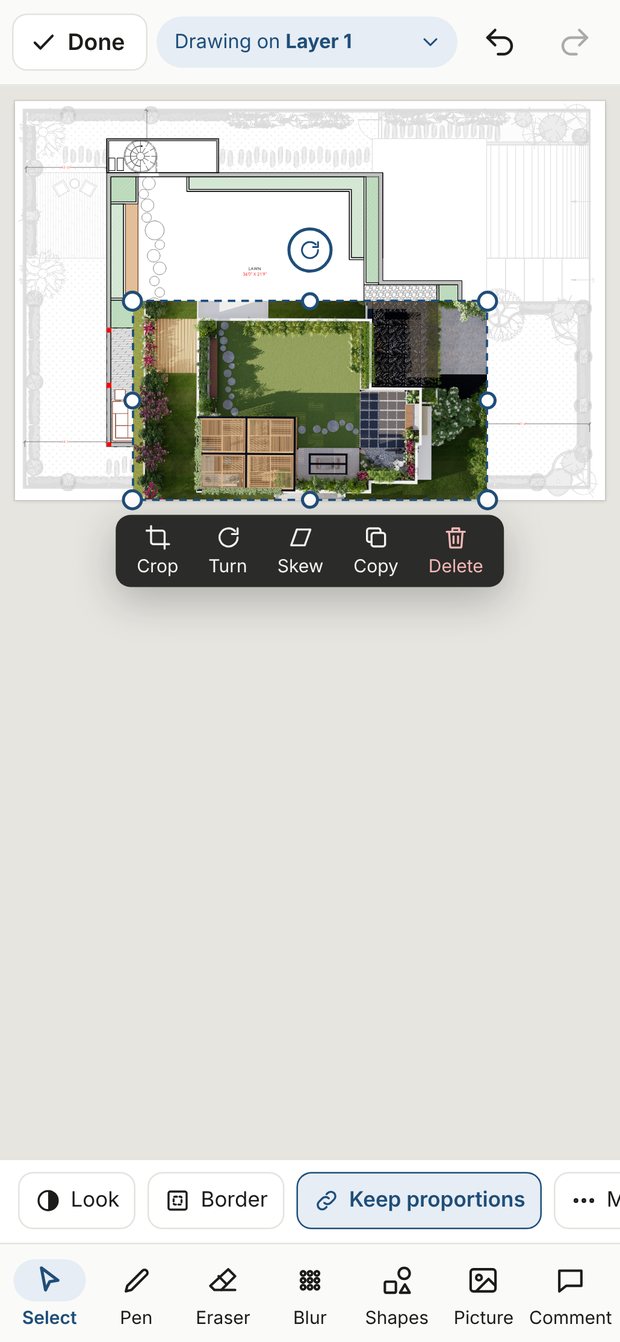 Done
Drawing on Layer 1
LAWN
Crop
Turn
Skew
Copy
Delete
Look
Border
Keep proportions
Select
Pen
Eraser
Blur
Shapes
Picture
Comment